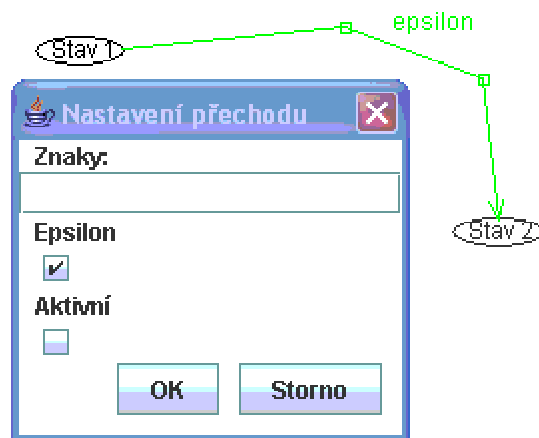 epsilon
Stav 1
Nastavení přechodu
Znaky:
Stav 2
Epsilon
Aktivní
OK Storno